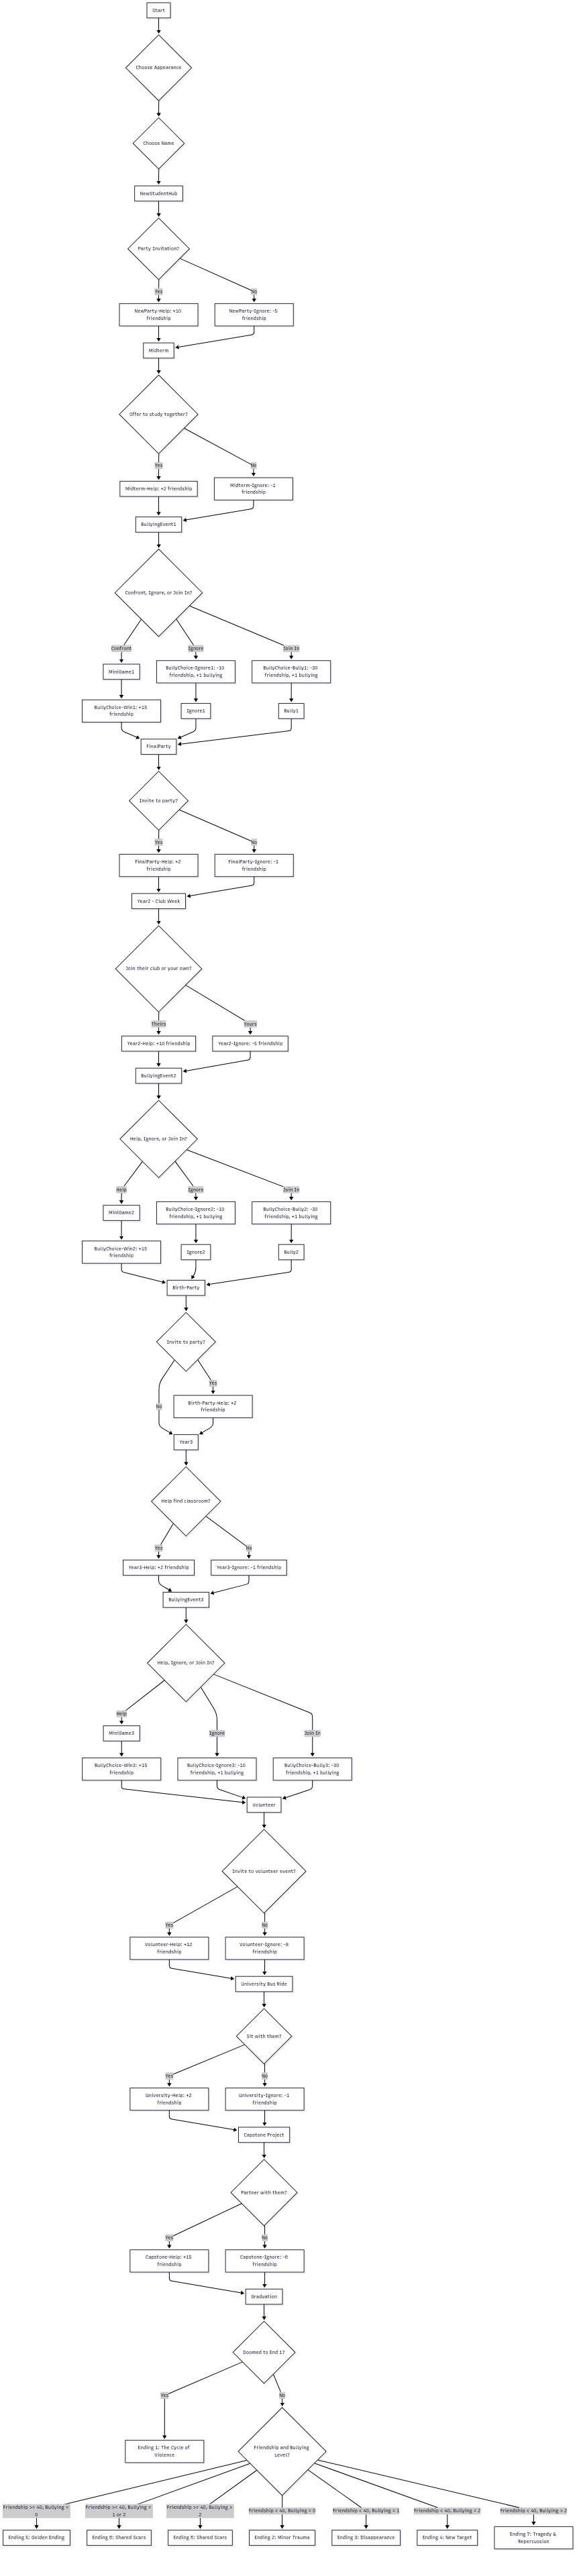 Start
Choose Appearance
Choose Name
NewStudentHub
Party Invitation?
Yes
No
NewParty-Help: +10
friendship
NewParty-Ignore: -5
friendship
Midterm
Offer to study together?
Yes
No
Midterm-Help: +2 friendship
Midterm-Ignore: -1
friendship
BullyingEvent1
Confront, Ignore, or Join In?
Confront
Ignore
Join In
MiniGame1
BullyChoice-Ignore1: -10
friendship, +1 bullying
BullyChoice-Bully1: -30
friendship, +1 bullying
BullyChoice-Win1: +15
friendship
Ignore1
Bully1
FinalParty
Invite to party?
Yes
No
FinalParty-Help: +2
friendship
FinalParty-Ignore: -1
friendship
Year2 - Club Week
Join their club or your own?
Theirs
Yours
Year2-Help: +10 friendship
Year2-Ignore: -5 friendship
BullyingEvent2
Help, Ignore, or Join In?
Help
Ignore
Join In
MiniGame2
BullyChoice-Ignore2: -10
friendship, +1 bullying
BullyChoice-Bully2: -30
friendship, +1 bullying
BullyChoice-Win2: +15
friendship
Ignore2
Bully2
Birth-Party
Invite to party?
Yes
No
Birth-Party-Help: +2
friendship
Year3
Help find classroom?
Yes
No
Year3-Help: +2 friendship
Year3-Ignore: -1 friendship
BullyingEvent3
Help, Ignore, or Join In?
Help
Ignore
Join In
MiniGame3
BullyChoice-Win3: +15
friendship
BullyChoice-Ignore3: -10
friendship, +1 bullying
BullyChoice-Bully3: -30
friendship, +1 bullying
Volunteer
Invite to volunteer event?
Yes
No
Volunteer-Help: +12
friendship
Volunteer-Ignore: -8
friendship
University Bus Ride
Sit with them?
Yes
No
University-Help: +2
friendship
University-Ignore: -1
friendship
Capstone Project
Partner with them?
Yes
No
Capstone-Help: +15
friendship
Capstone-Ignore: -6
friendship
Graduation
Doomed to End 1?
Yes
No
Ending 1: The Cycle of
Violence
Friendship and Bullying
Level?
Friendship >= 40, Bullying =
0
Friendship >= 40, Bullying =
1 or 2
Friendship >= 40, Bullying >
2
Friendship < 40, Bullying = 0
Friendship < 40, Bullying = 1
Friendship < 40, Bullying = 2
Friendship < 40, Bullying > 2
Ending 5: Golden Ending
Ending 6: Shared Scars
Ending 6: Shared Scars
Ending 2: Minor Trauma
Ending 3: Disappearance
Ending 4: New Target
Ending 7: Tragedy &
Repercussion